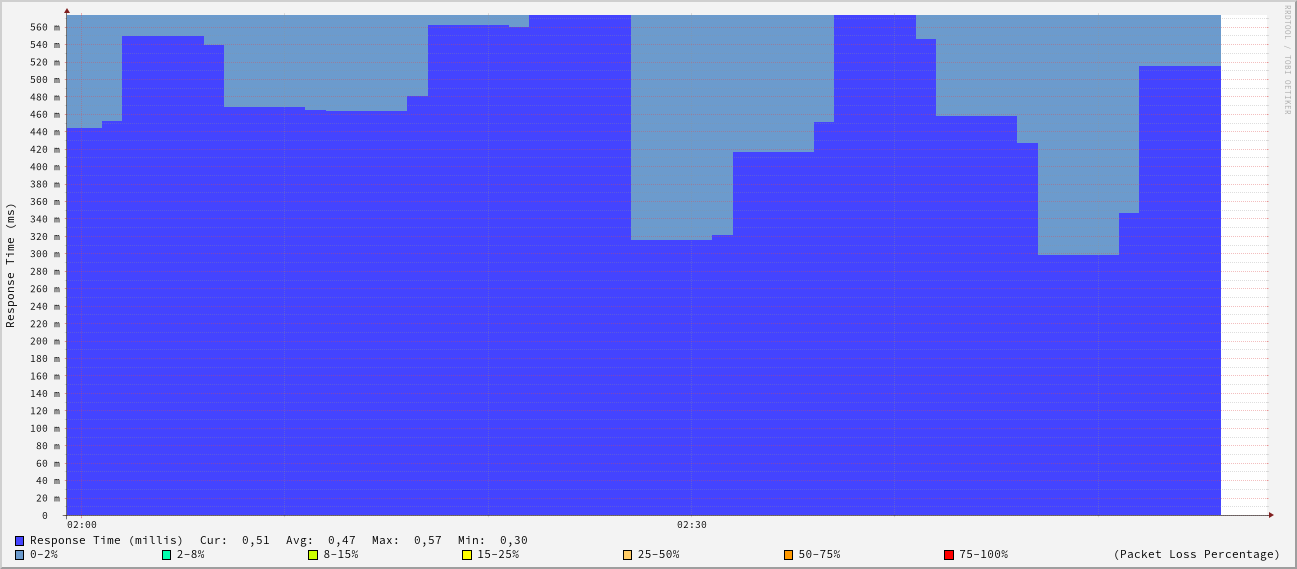 RRDTOOL / TOBI OETIKER
Response Time (ms)
560 m
540 m
520 m
500 m
480 m
460 m
440 m
420 m
400 m
380 m
360 m
340 m
320 m
300 m
280 m
260 m
240 m
220 m
200 m
180 m
160 m
140 m
120 m
100 m
80 m
60 m
40 m
20 m
0
02:00 02:30
Response Time (millis) Cur: 0,51 Avg: 0,47 Max: 0,57 Min: 0,30
0-2% 2-8% 8-15% 15-25% 25-50% 50-75% 75-100% (Packet Loss Percentage)